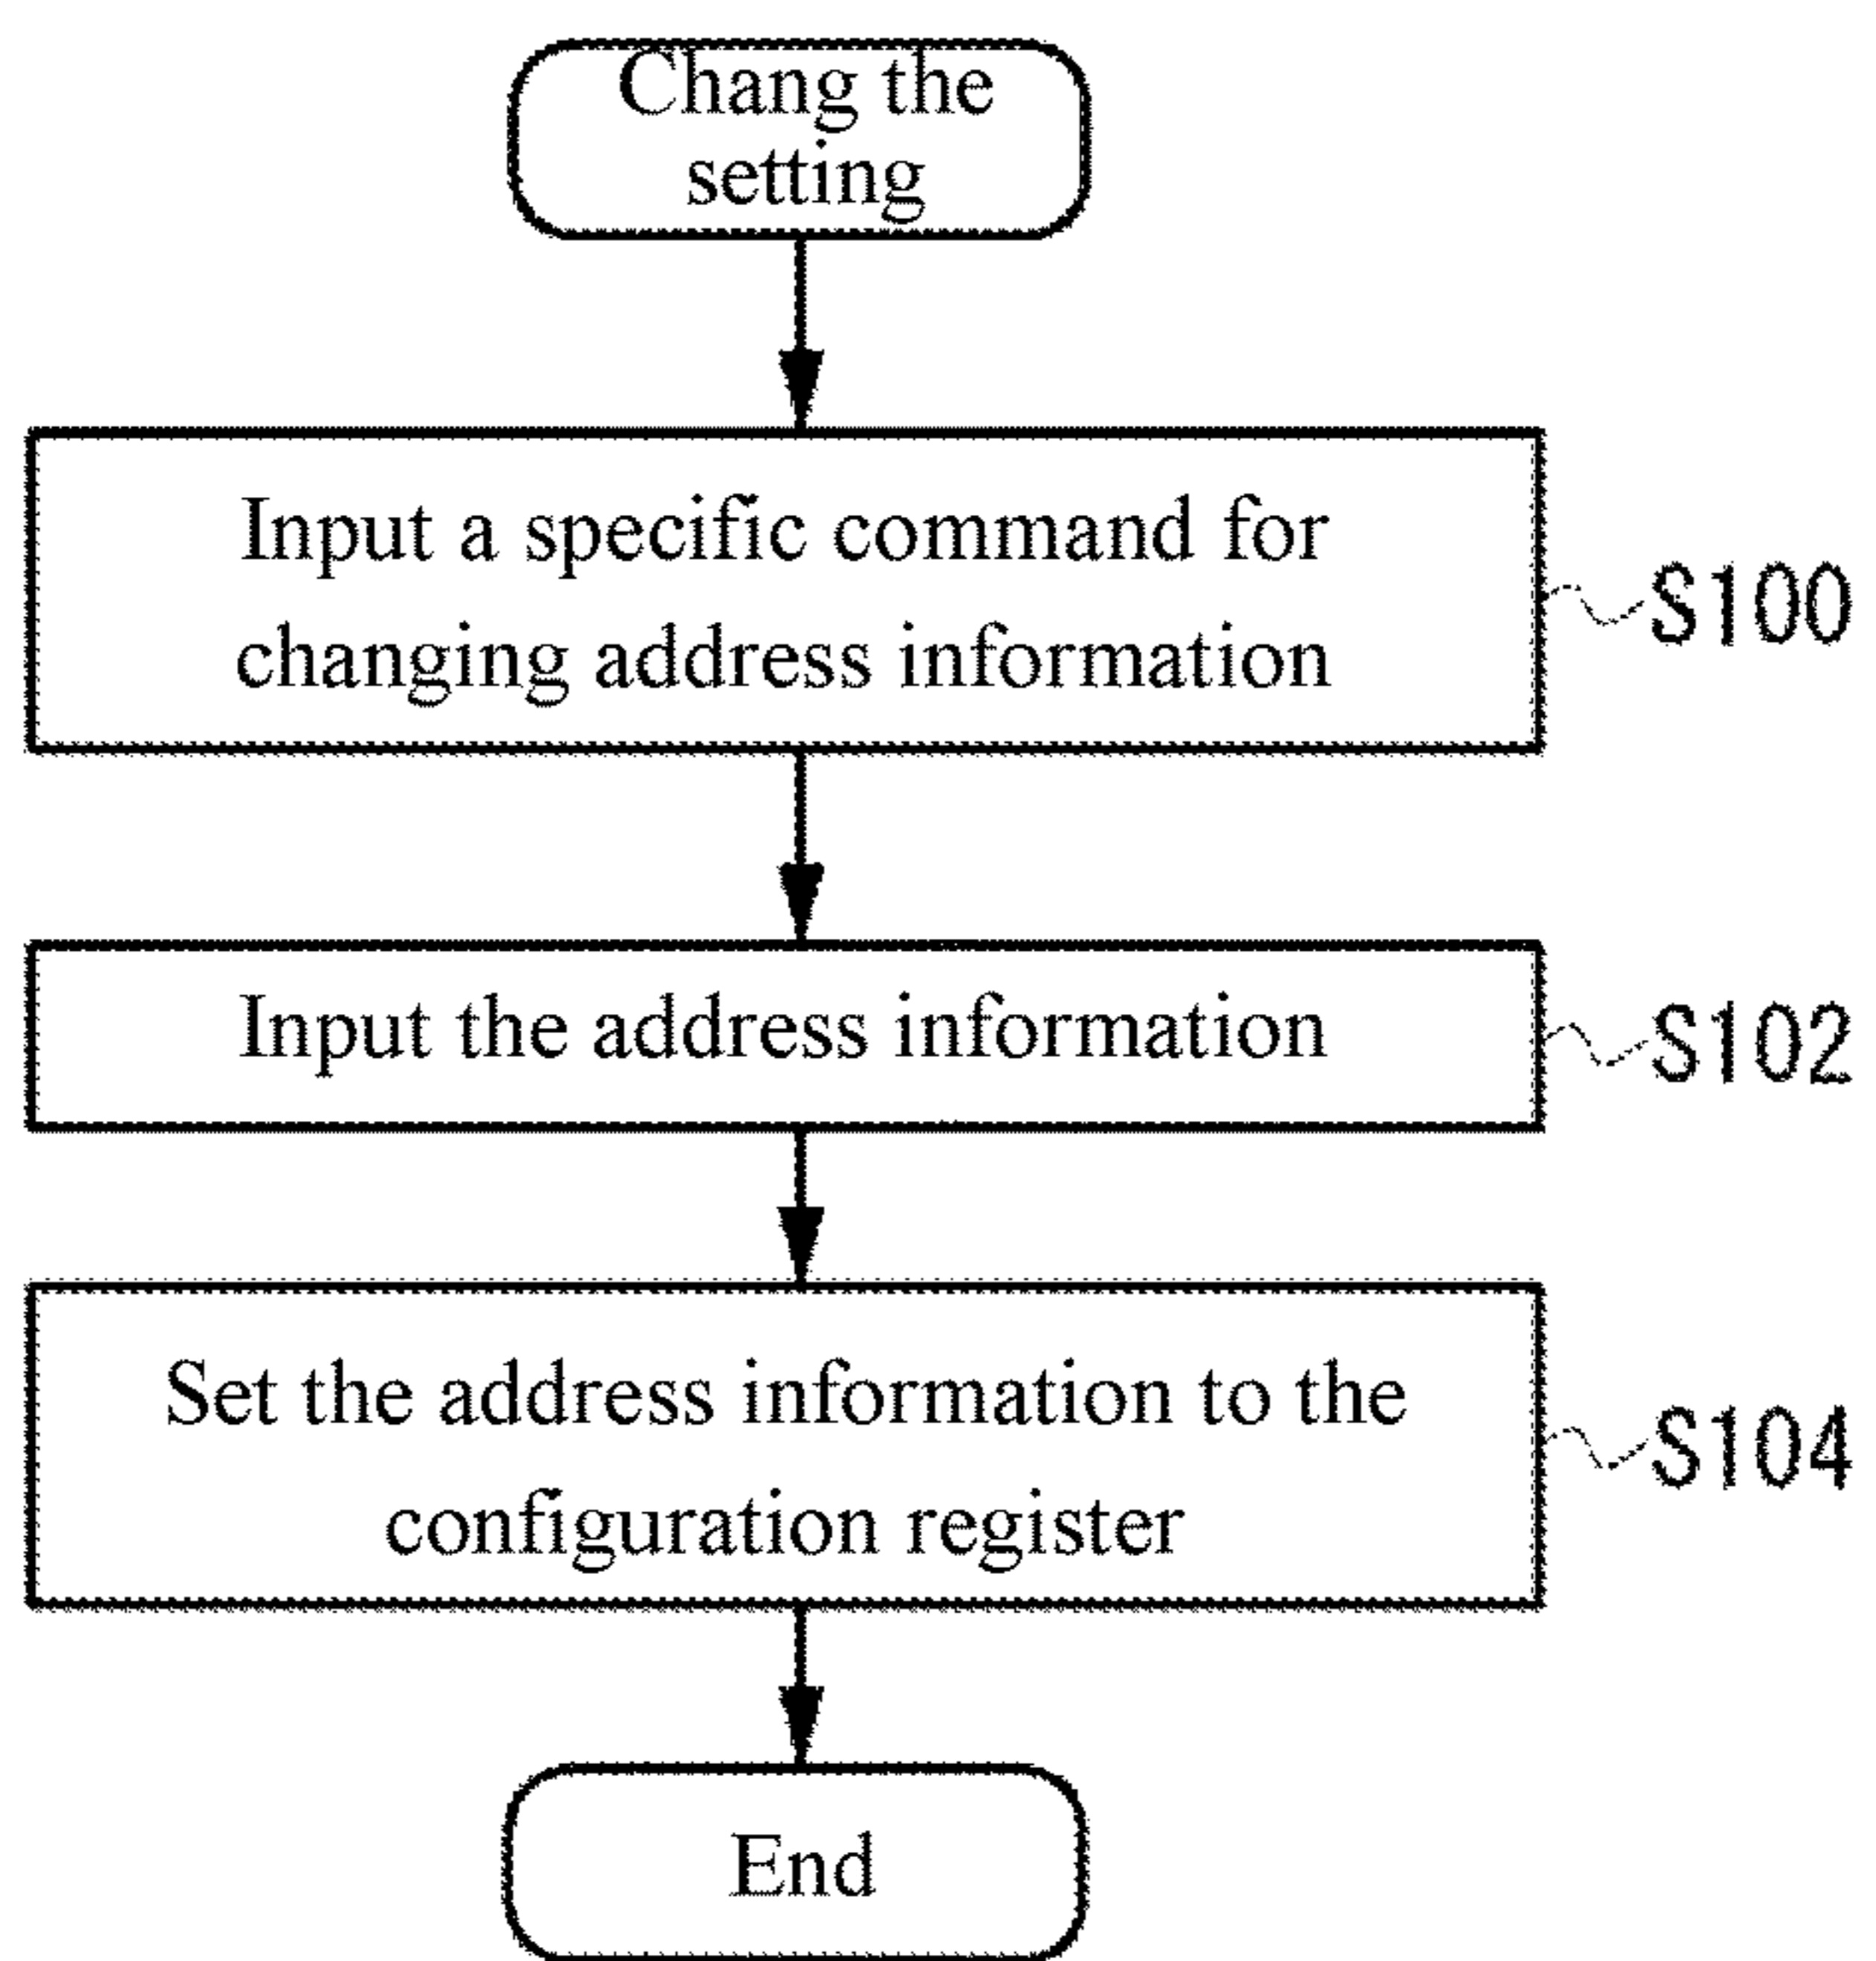 Chang the
setting
Input a specific command for
changing address information
S100
Input the address information
S102
Set the address information to the
configuration register
S104
End